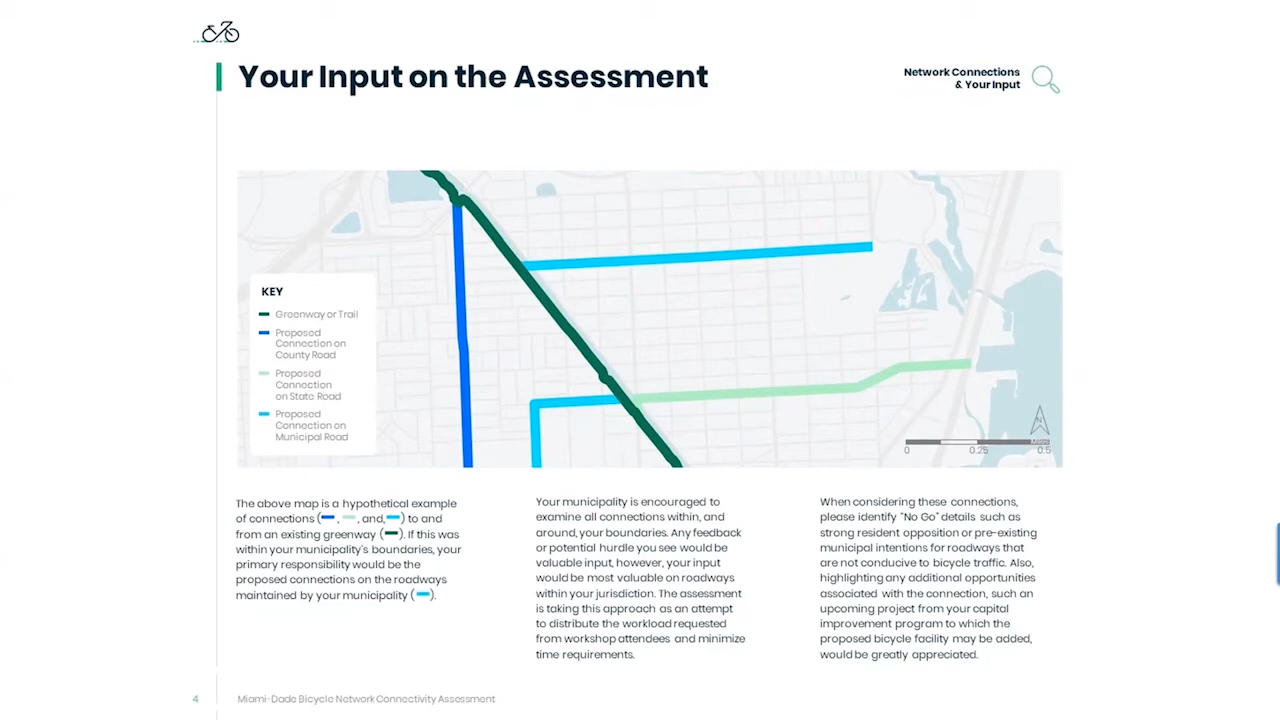 Your Input on the Assessment
Network Connections
& Your Input
KEY
Greenway or Trail
Proposed
Connection on
County Road
Proposed
Connection
on State Road
Proposed
Connection on
Municipal Road
N
Miles
0
0.25
0.5
The above map is a hypothetical example
of connections ( , , and, ) to and
from an existing greenway ( ). If this was
within your municipality's boundaries, your
primary responsibility would be the
proposed connections on the roadways
maintained by your municipality ( ).
Your municipality is encouraged to
examine all connections within, and
around, your boundaries. Any feedback
or potential hurdle you see would be
valuable input, however, your input
would be most valuable on roadways
within your jurisdiction. The assessment
is taking this approach as an attempt
to distribute the workload requested
from workshop attendees and minimize
time requirements.
When considering these connections,
please identify "No Go" details such as
strong resident opposition or pre-existing
municipal intentions for roadways that
are not conducive to bicycle traffic. Also,
highlighting any additional opportunities
associated with the connection, such an
upcoming project from your capital
improvement program to which the
proposed bicycle facility may be added,
would be greatly appreciated.
4
Miami-Dade Bicycle Network Connectivity Assessment